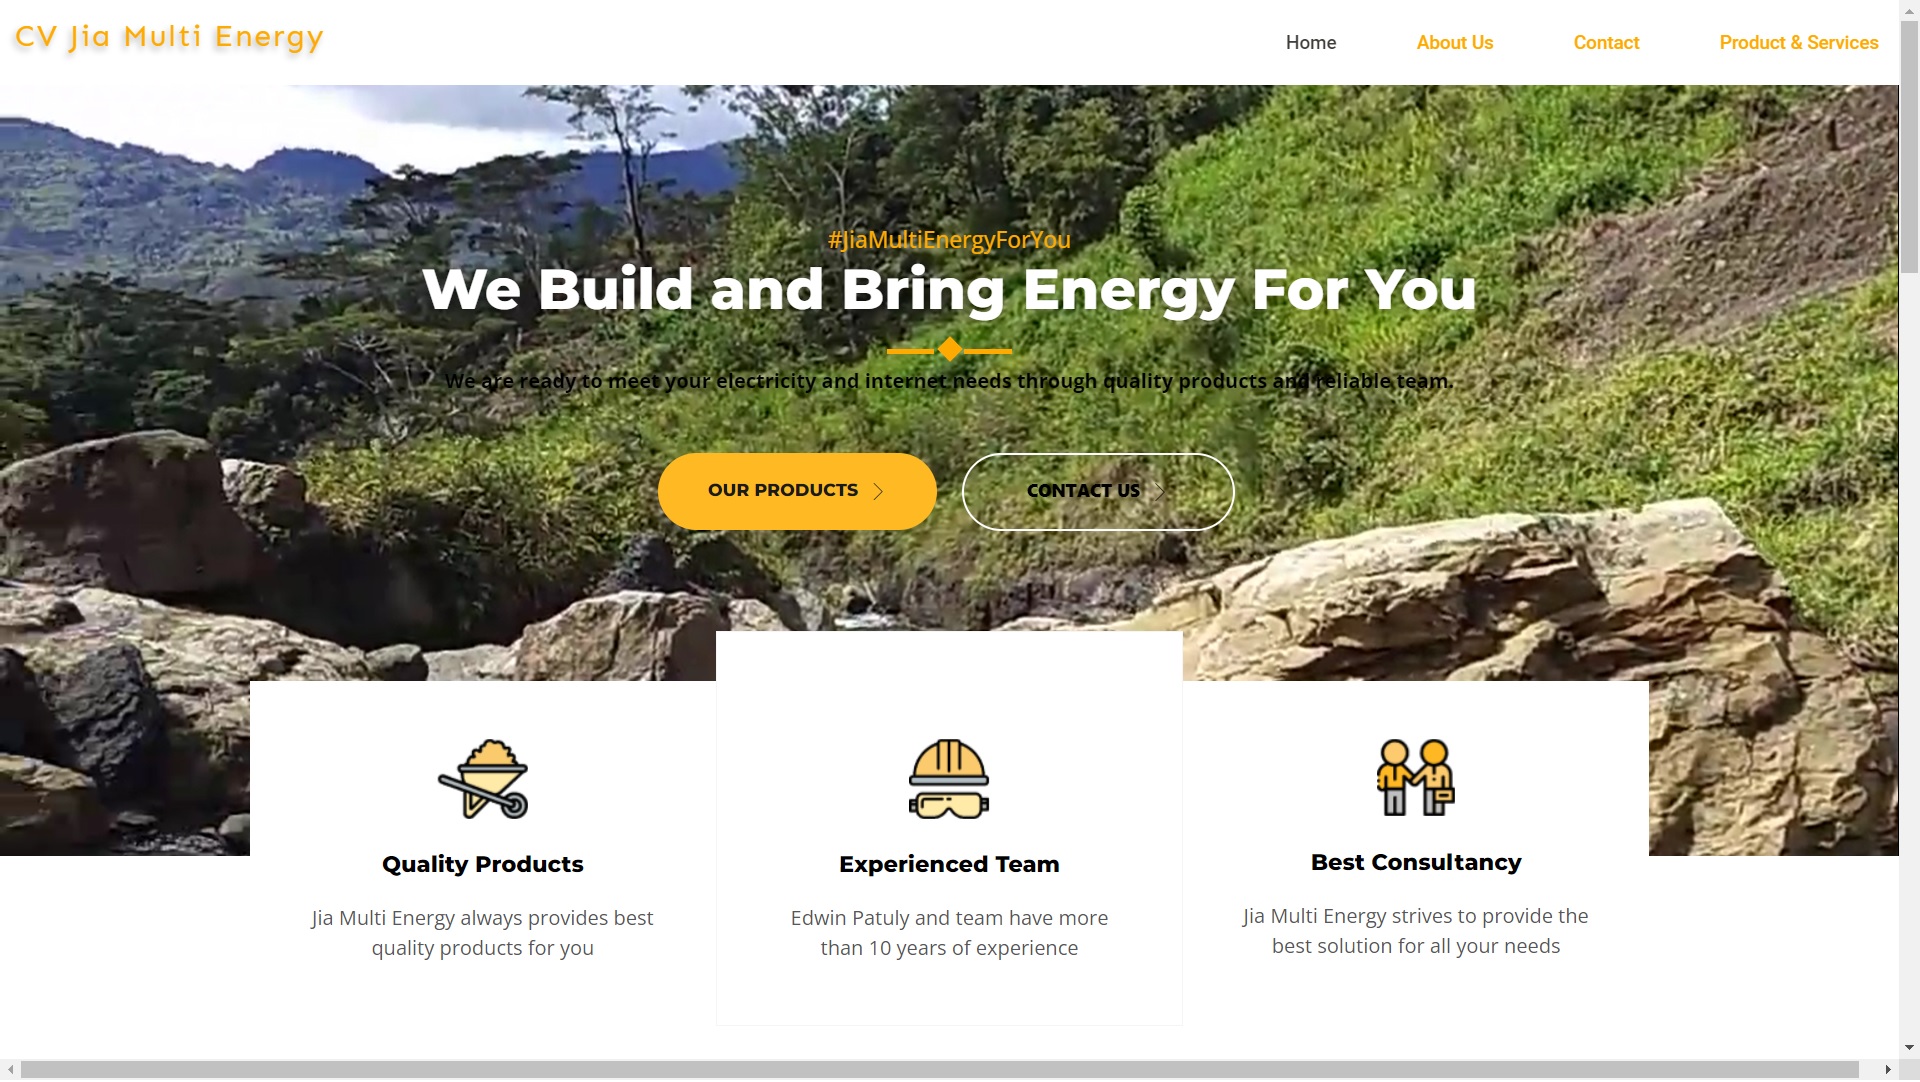 CV Jia Multi Energy
Home
About Us
Contact
Product & Services
#JiaMultiEnergyForYou
We Build and Bring Energy For You
We are ready to meet your electricity and internet needs through quality products and reliable team.
OUR PRODUCTS
CONTACT US
Quality Products
Jia Multi Energy always provides best
quality products for you
Experienced Team
Edwin Patuly and team have more
than 10 years of experience
Best Consultancy
Jia Multi Energy strives to provide the
best solution for all your needs